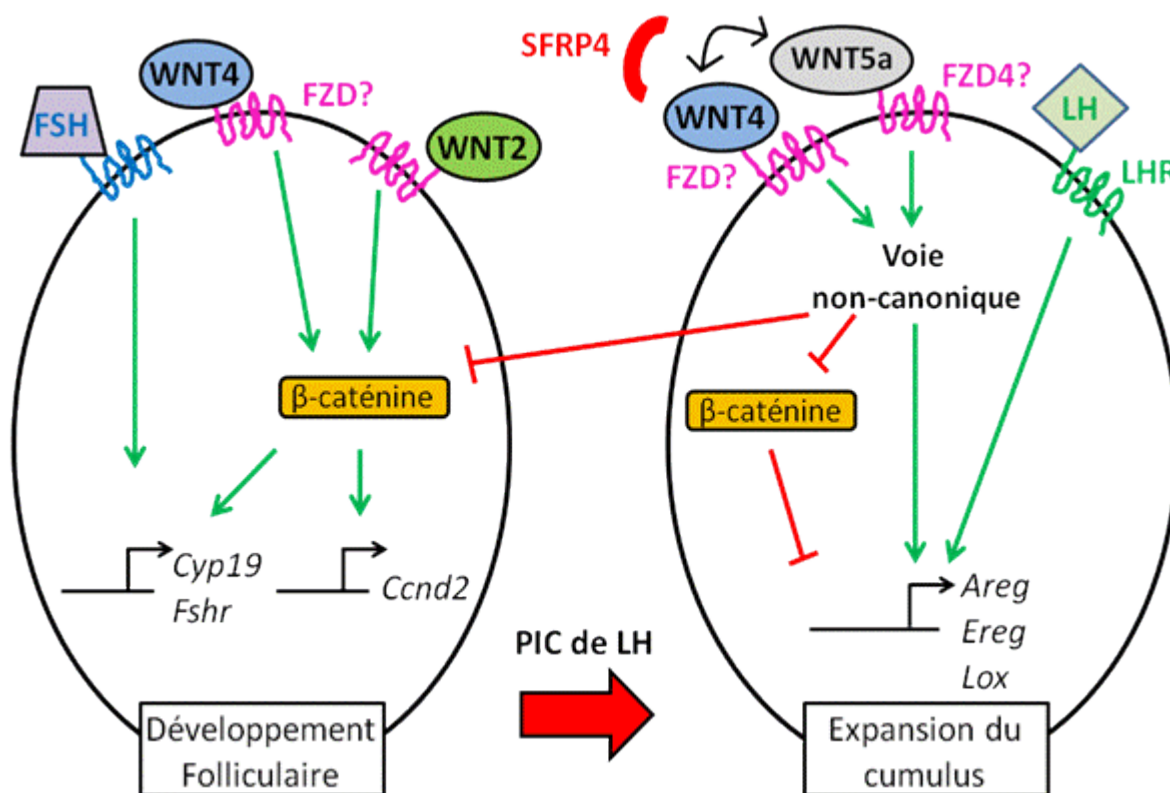 WNT4
FZD?
FSH
WNT2
β-caténine
Cyp19
Fshr
Ccnd2
Développement
Folliculaire
PIC de LH
SFRP4
WNT5a
FZD4?
WNT4
FZD?
LH
LHR
Voie
non-canonique
β-caténine
Areg
Ereg
Lox
Expansion du
cumulus